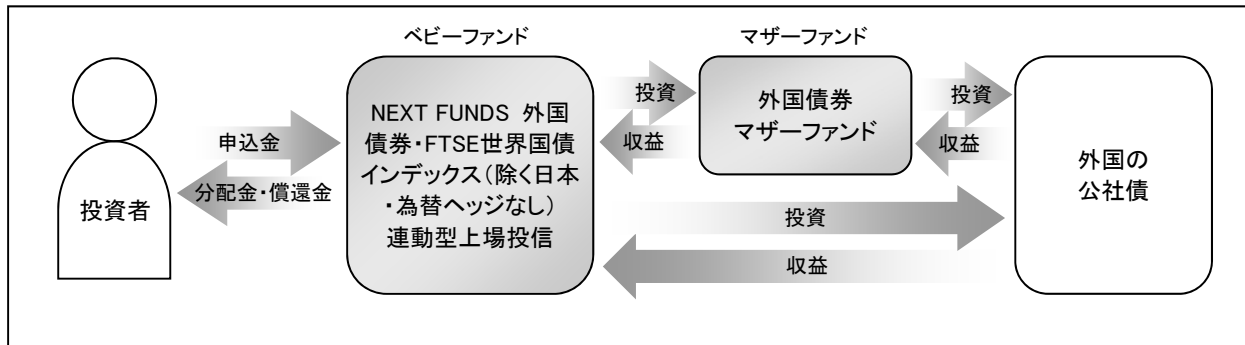 ベビーファンド
マザーファンド
投資者
申込金
分配金・償還金
NEXT FUNDS 外国
債券・FTSE世界国債
インデックス（除く日本
・為替ヘッジなし）
連動型上場投信
投資
収益
外国債券
マザーファンド
投資
収益
投資
収益
外国の
公社債